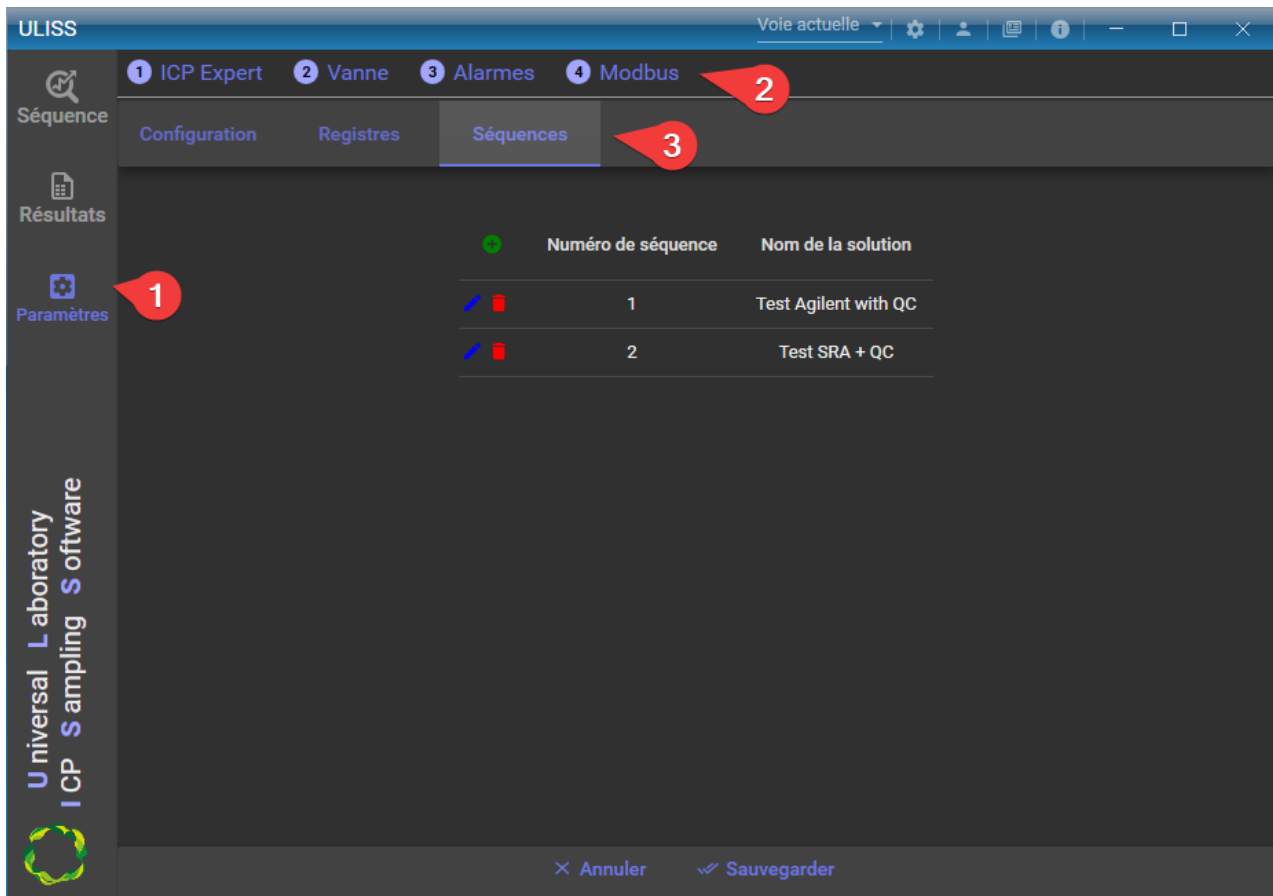 ULISS
Voie actuelle
Séquence
Résultats
Paramètres
1 ICP Expert 2 Vanne 3 Alarmes 4 Modbus
2
Configuration Registres Séquences
3
1
Numéro de séquence Nom de la solution
1 Test Agilent with QC
2 Test SRA + QC
U niversal L aboratory
I CP S ampling S oftware
Annuler Sauvegarder